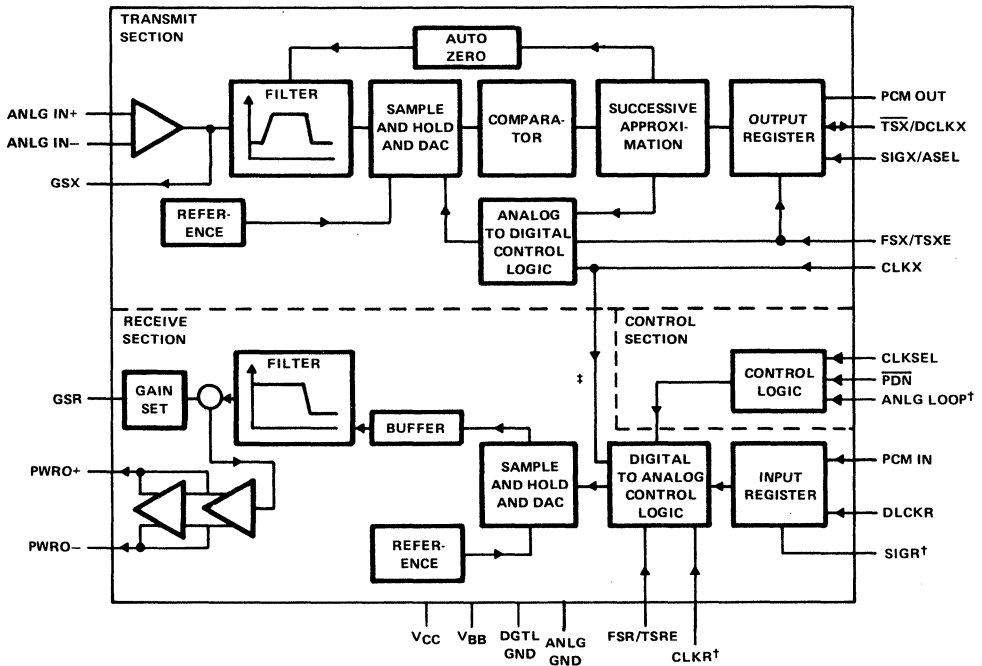 TRANSMIT
SECTION
AUTO
ZERO
ANLG IN+
ANLG IN−
GSX
FILTER
SAMPLE
AND HOLD
AND DAC
COMPARA-
TOR
SUCCESSIVE
APPROXI-
MATION
OUTPUT
REGISTER
PCM OUT
TSX/DCLKX
SIGX/ASEL
REFER-
ENCE
ANALOG
TO DIGITAL
CONTROL
LOGIC
FSX/TSXE
CLKX
RECEIVE
SECTION
CONTROL
SECTION
FILTER
‡
CONTROL
LOGIC
CLKSEL
PDN
ANLG LOOP†
GSR
GAIN
SET
BUFFER
PWRO+
PWRO−
SAMPLE
AND HOLD
AND DAC
DIGITAL
TO ANALOG
CONTROL
LOGIC
INPUT
REGISTER
PCM IN
DLCKR
SIGR†
REFER-
ENCE
VCC
VBB
DGTL
GND
ANLG
GND
FSR/TSRE
CLKR†